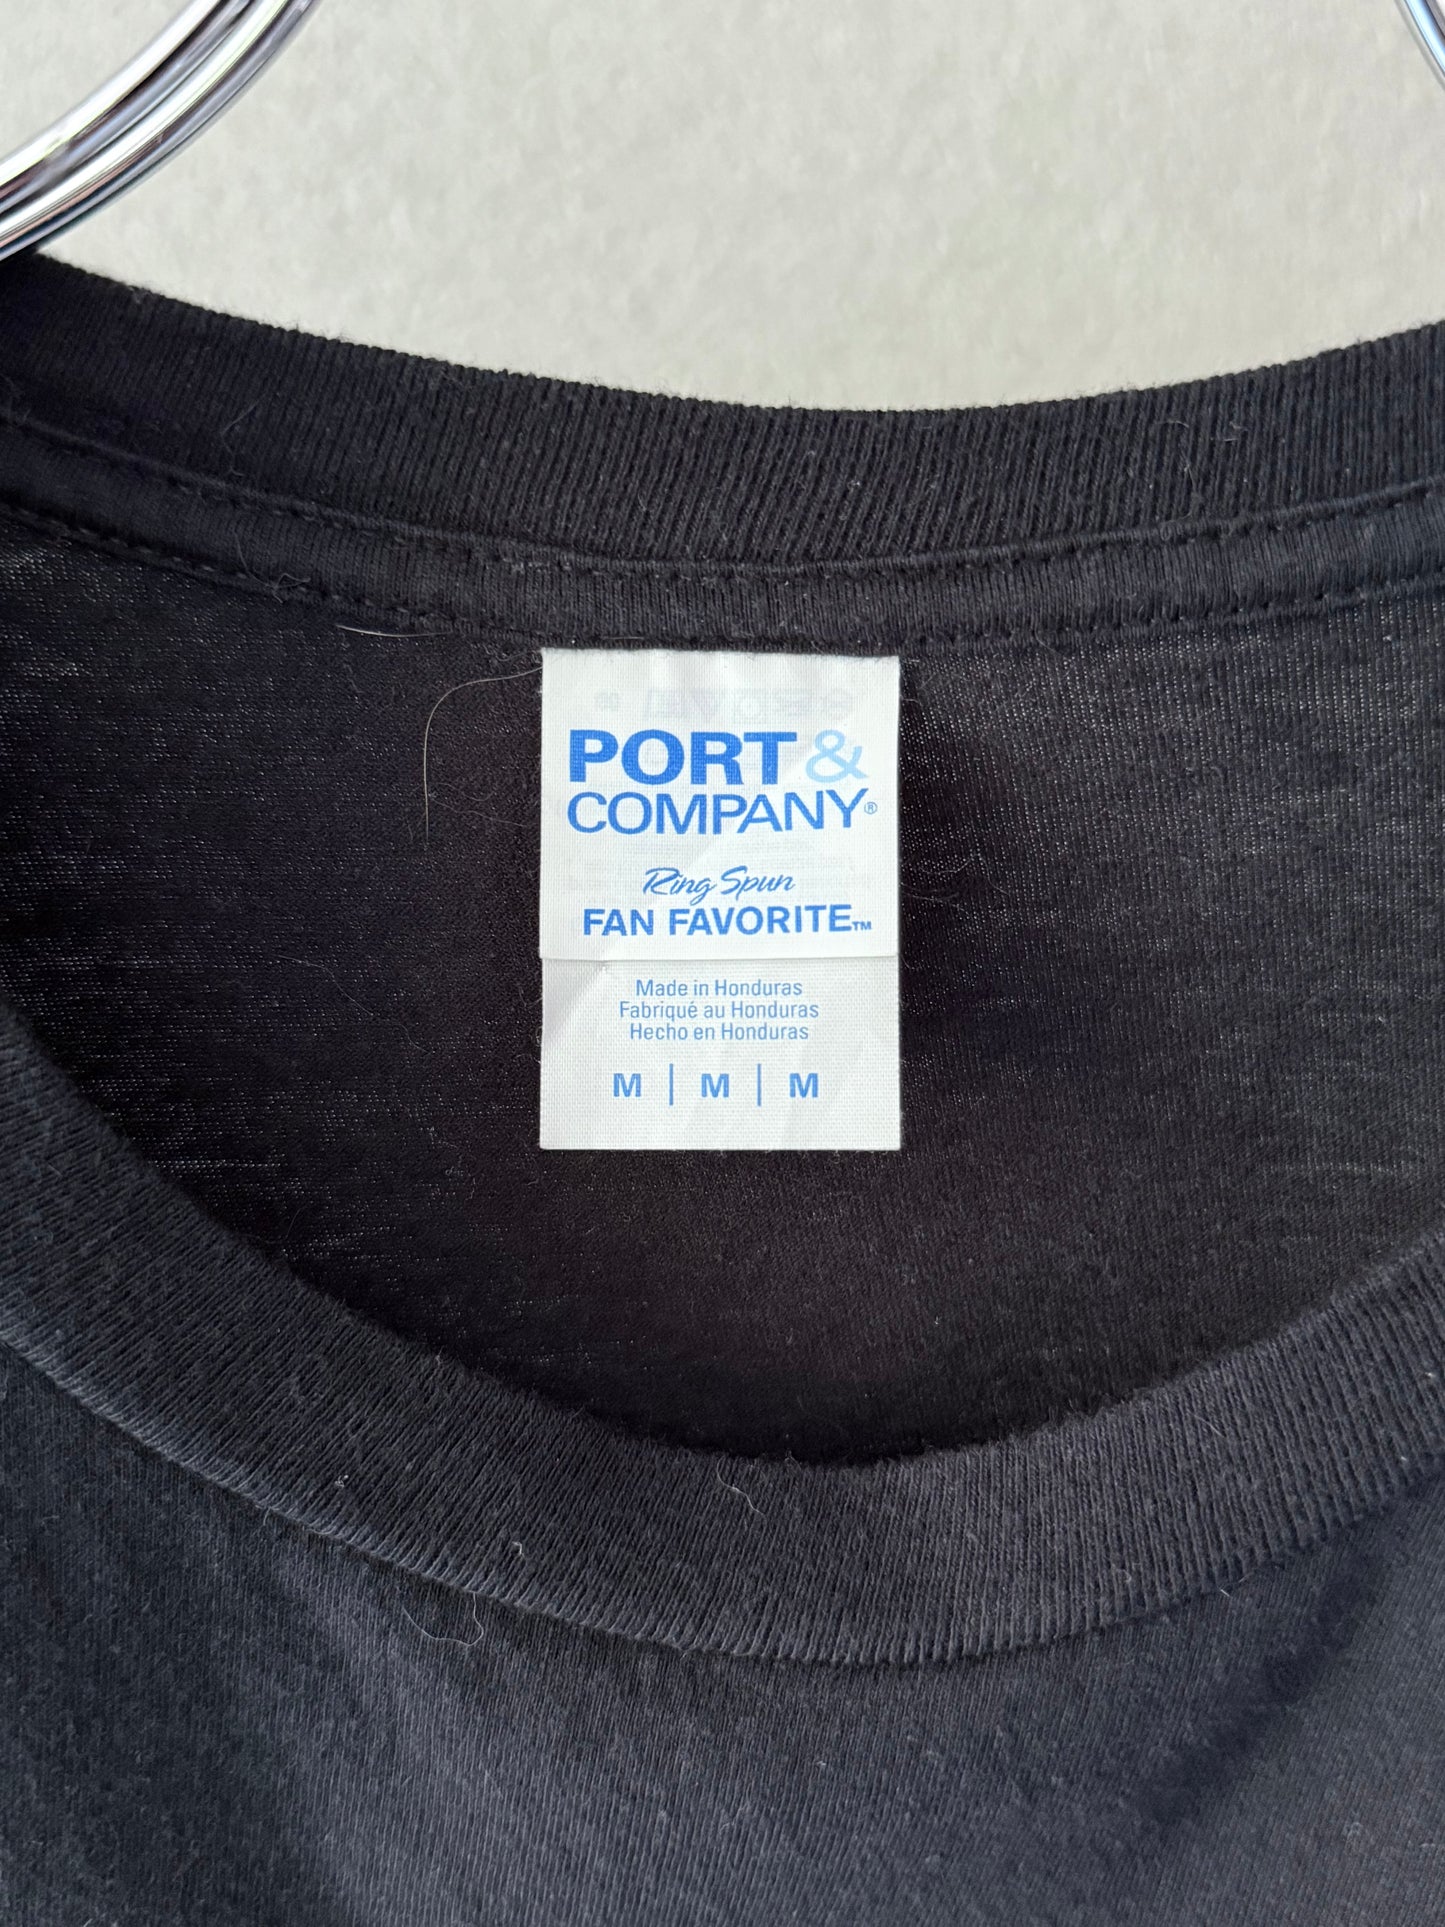 PORT &
COMPANY®
Ring Spun
FAN FAVORITE™
Made in Honduras
Fabriqué au Honduras
Hecho en Honduras
M | M | M